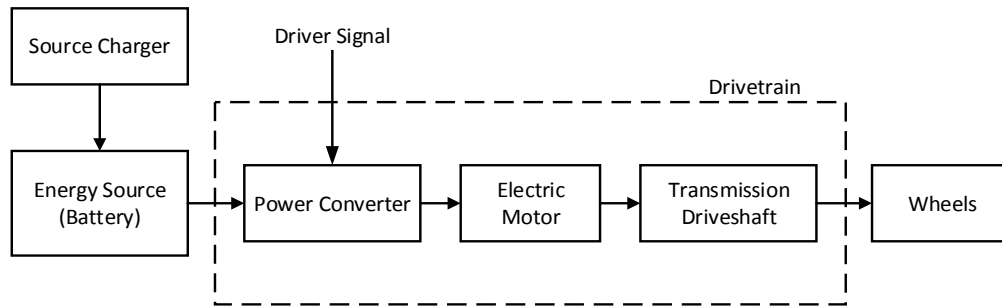 Source Charger
Driver Signal
Drivetrain
Energy Source
(Battery)
Power Converter
Electric
Motor
Transmission
Driveshaft
Wheels